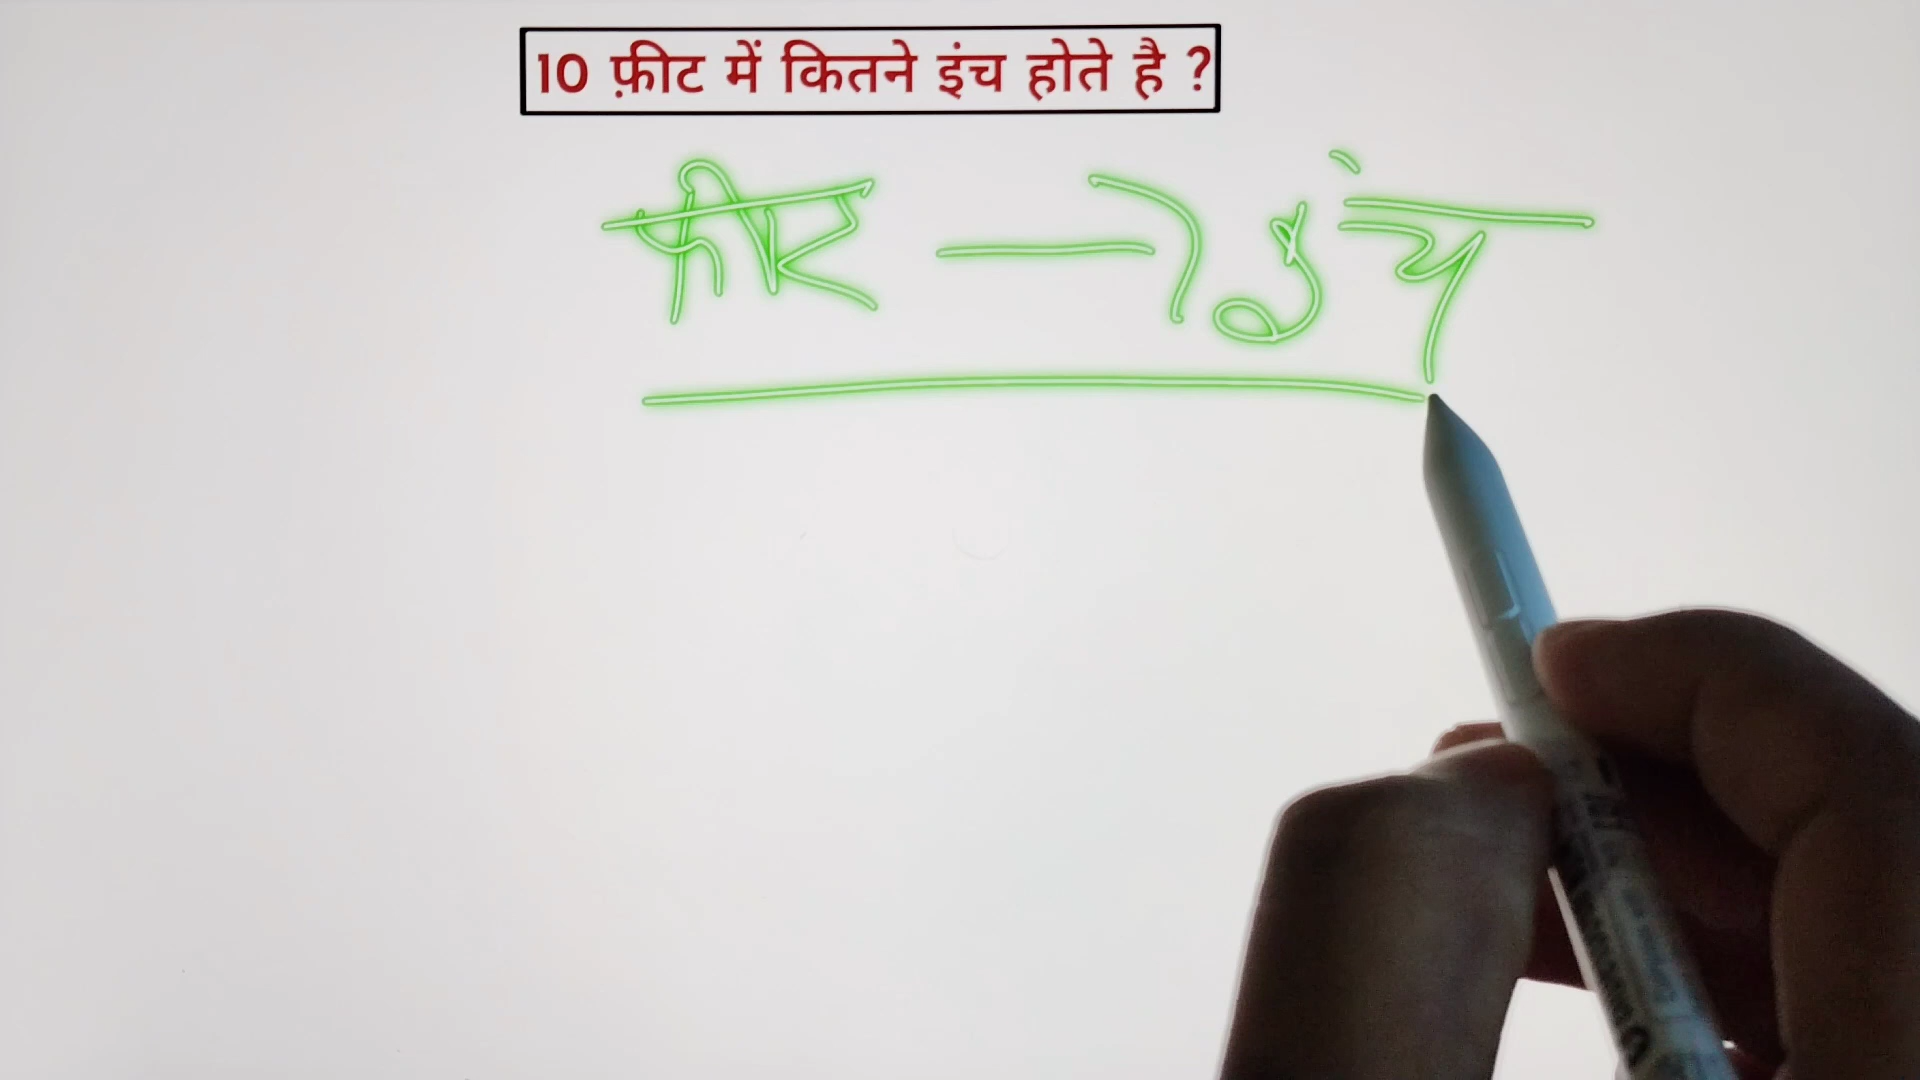 10 फ़ीट में कितने इंच होते है ?
फीट → इंच